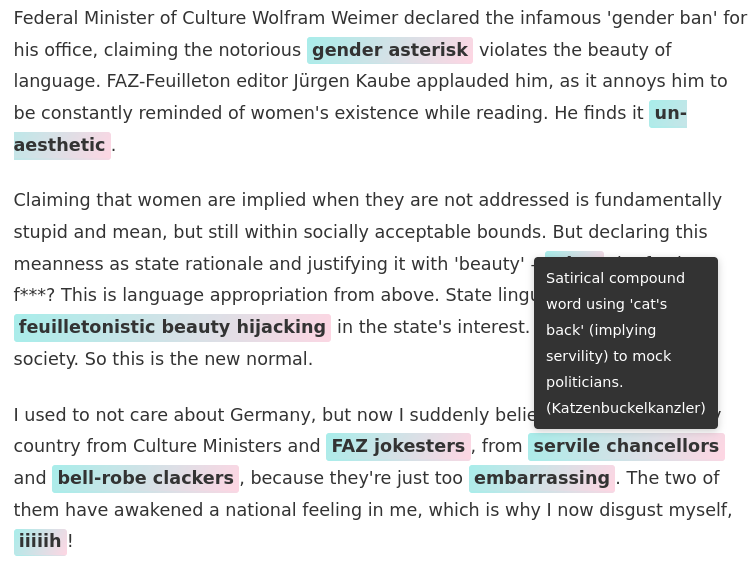 Federal Minister of Culture Wolfram Weimer declared the infamous 'gender ban' for
his office, claiming the notorious gender asterisk violates the beauty of
language. FAZ-Feuilleton editor Jürgen Kaube applauded him, as it annoys him to
be constantly reminded of women's existence while reading. He finds it un-
aesthetic.
Claiming that women are implied when they are not addressed is fundamentally
stupid and mean, but still within socially acceptable bounds. But declaring this
meanness as state rationale and justifying it with 'beauty' -
f***? This is language appropriation from above. State
feuilletonistic beauty hijacking in the state's interest.
society. So this is the new normal.
Satirical compound
word using 'cat's
back' (implying
servility) to mock
politicians.
(Katzenbuckelkanzler)
I used to not care about Germany, but now I suddenly
country from Culture Ministers and FAZ jokesters, from servile chancellors
and bell-robe clackers, because they're just too embarrassing. The two of
them have awakened a national feeling in me, which is why I now disgust myself,
iiiiih!